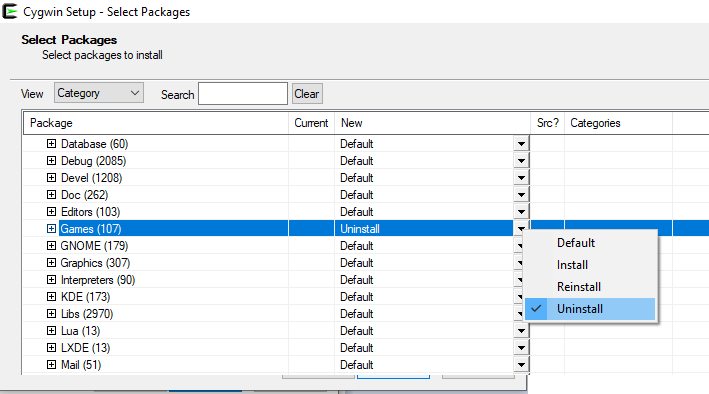 Cygwin Setup - Select Packages
Select Packages
Select packages to install
View Category Search Clear
Package Current New Src? Categories
Database (60) Default
Debug (2085) Default
Devel (1208) Default
Doc (262) Default
Editors (103) Default
Games (107) Uninstall
GNOME (179) Default
Graphics (307) Default
Interpreters (90) Default
KDE (173) Default
Libs (2970) Default
Lua (13) Default
LXDE (13) Default
Mail (51) Default
Default
Install
Reinstall
Uninstall